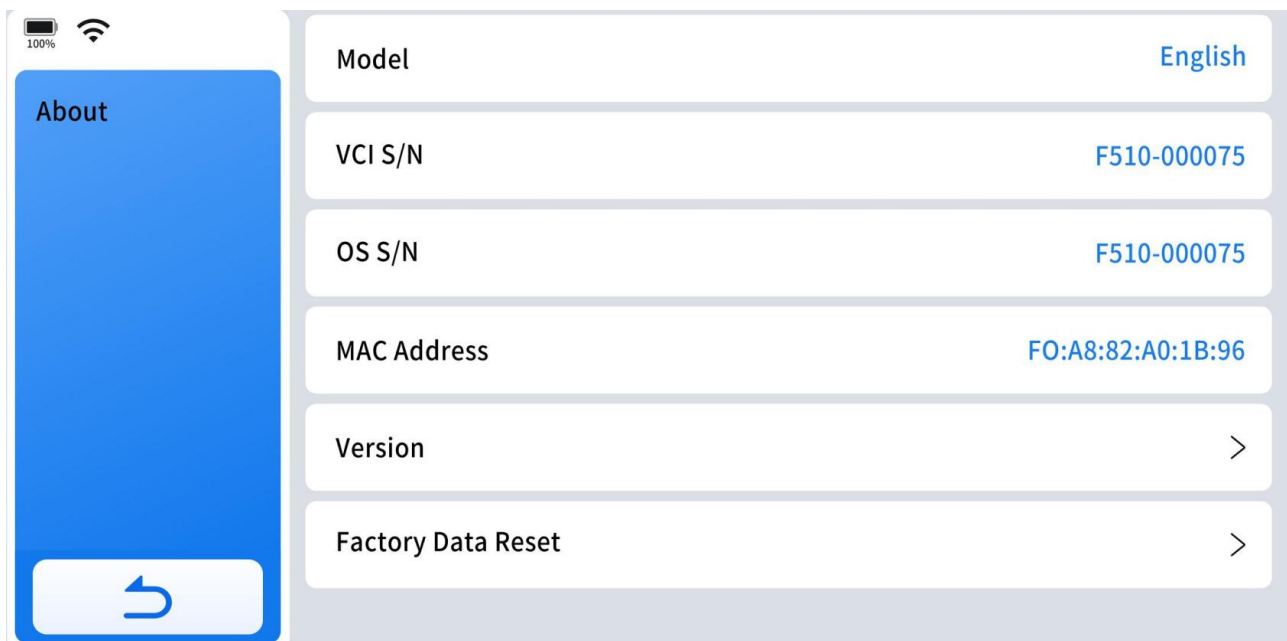 100%
About
Model
English
VCI S/N
F510-000075
OS S/N
F510-000075
MAC Address
FO:A8:82:A0:1B:96
Version
Factory Data Reset